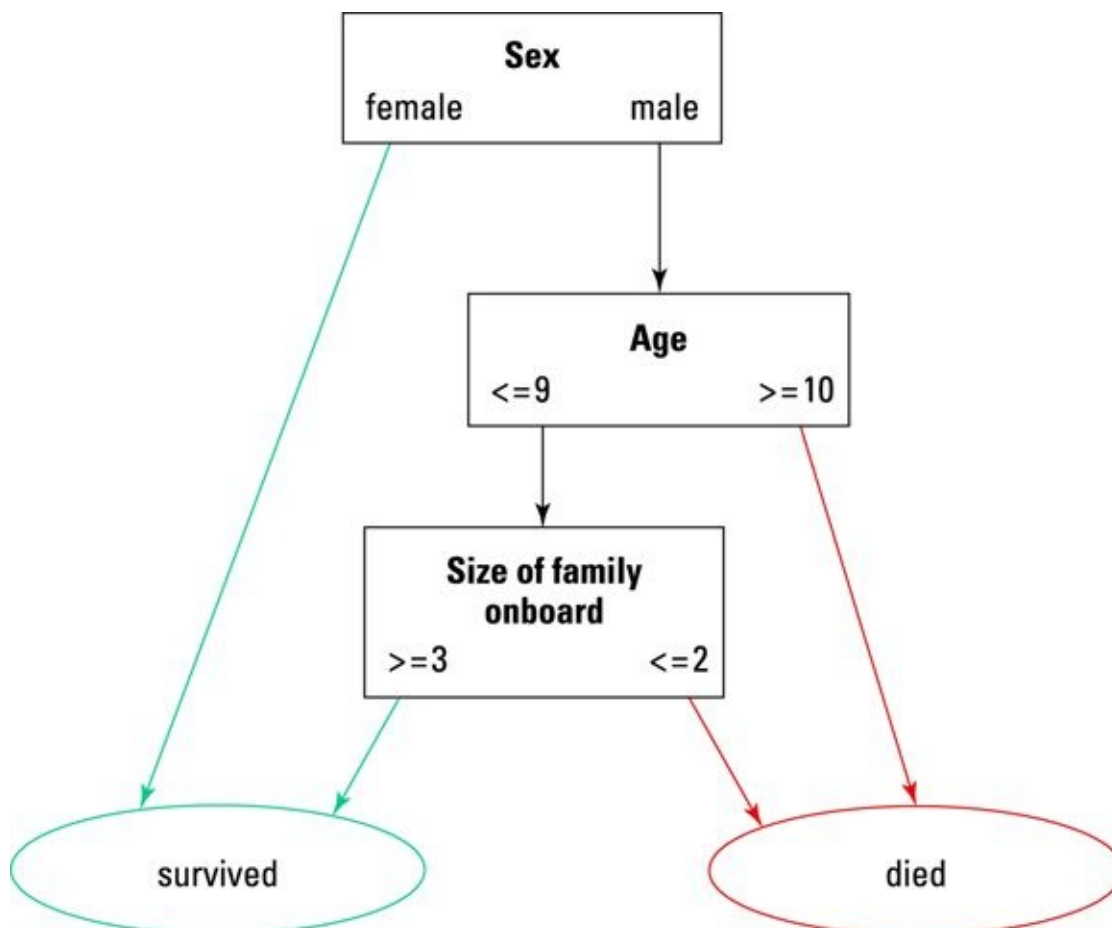 Sex
female male
Age
<=9 >=10
Size of family
onboard
>=3 <=2
survived died